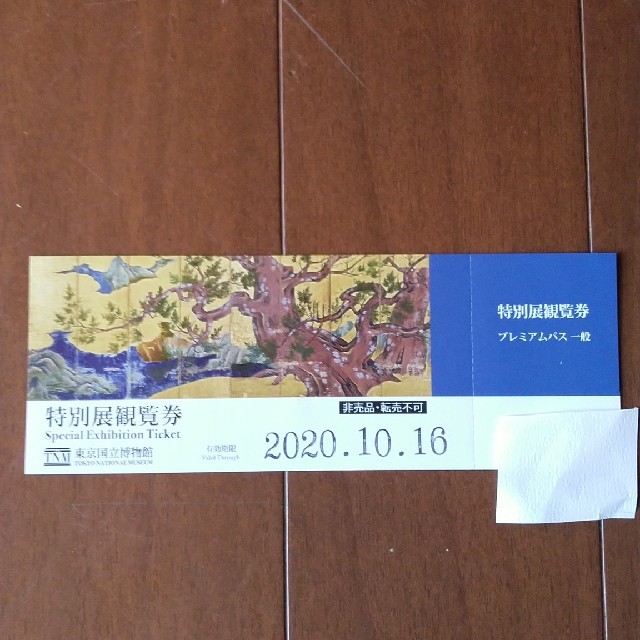 特別展観覧券
Special Exhibition Ticket
TNM 東京国立博物館
TOKYO NATIONAL MUSEUM
有効期限
Valid Through
非売品・転売不可
2020.10.16
特別展観覧券
プレミアムパス 一般